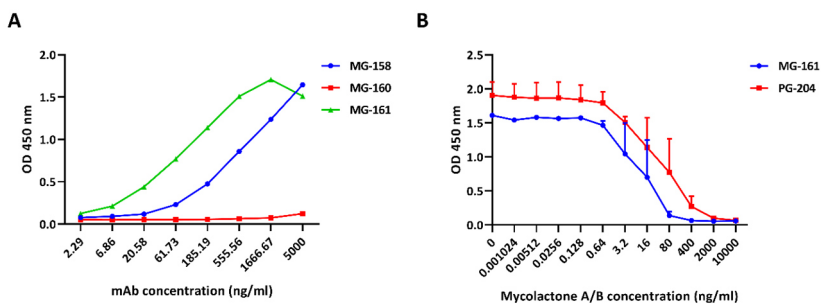 A
2.0
1.5
1.0
0.5
0.0
OD 450 nm
2.29
6.86
20.58
61.73
185.19
555.56
1666.67
5000
mAb concentration (ng/ml)
MG-158
MG-160
MG-161
B
2.5
2.0
1.5
1.0
0.5
0.0
OD 450 nm
0
0.001024
0.00512
0.0256
0.128
0.64
3.2
16
80
400
2000
10000
Mycolactone A/B concentration (ng/ml)
MG-161
PG-204